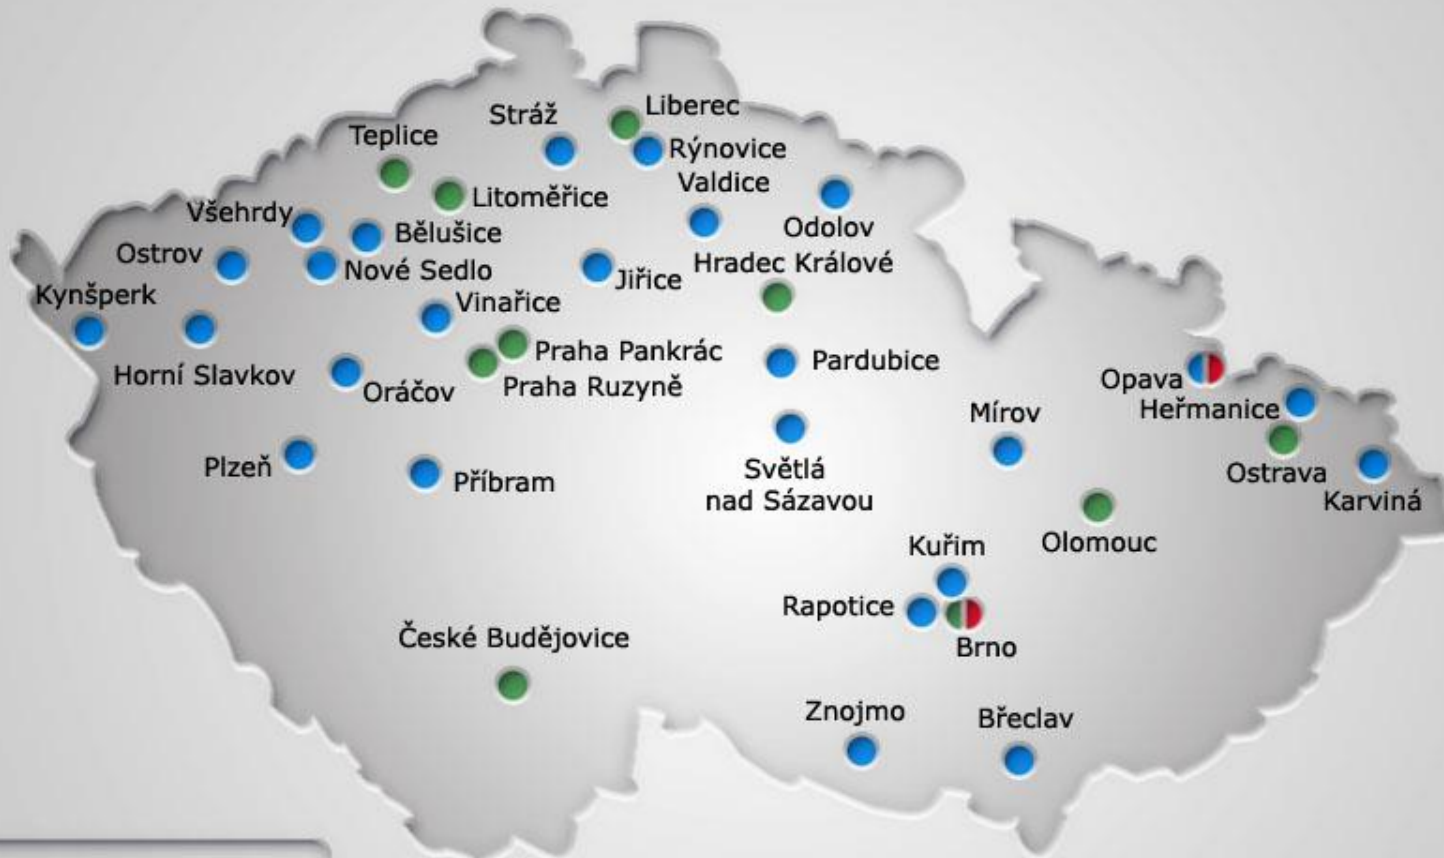 Liberec
Stráž
Teplice
Rýnovice
Valdice
Litoměřice
Všehrdy
Odolov
Bělušice
Ostrov
Hradec Králové
Nové Sedlo
Jiřice
Kynšperk
Vinařice
Praha Pankrác
Pardubice
Horní Slavkov
Opava
Praha Ruzyně
Oráčov
Heřmanice
Mírov
Plzeň
Světlá
nad Sázavou
Ostrava
Příbram
Karviná
Olomouc
Kuřim
Rapotice
České Budějovice
Brno
Znojmo
Břeclav